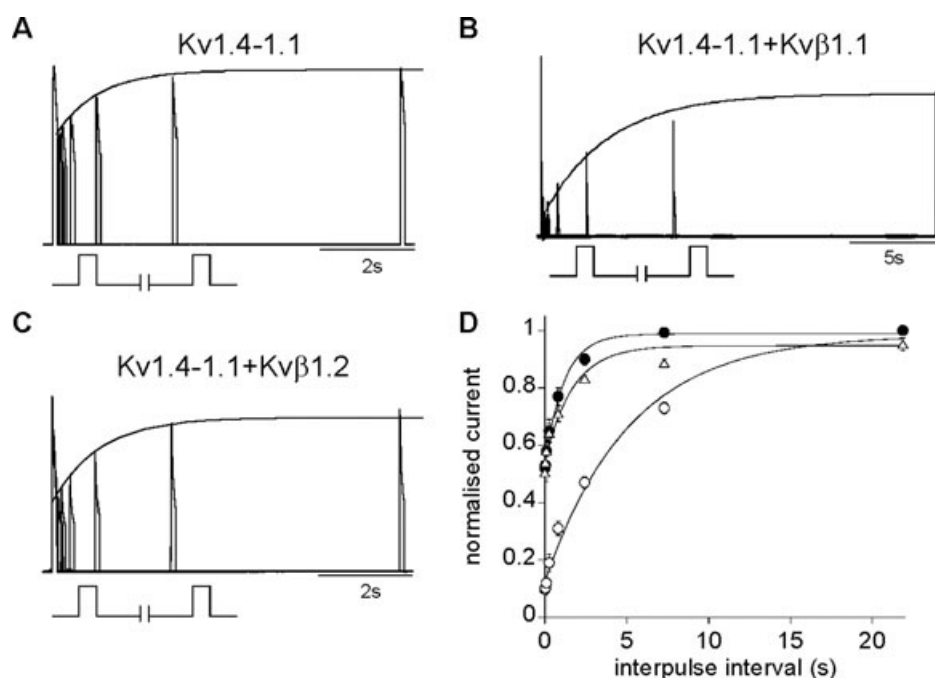 A
Kv1.4-1.1
2s
B
Kv1.4-1.1+Kvβ1.1
5s
C
Kv1.4-1.1+Kvβ1.2
2s
D
normalised current
1
0.8
0.6
0.4
0.2
0
0
5
10
15
20
interpulse interval (s)